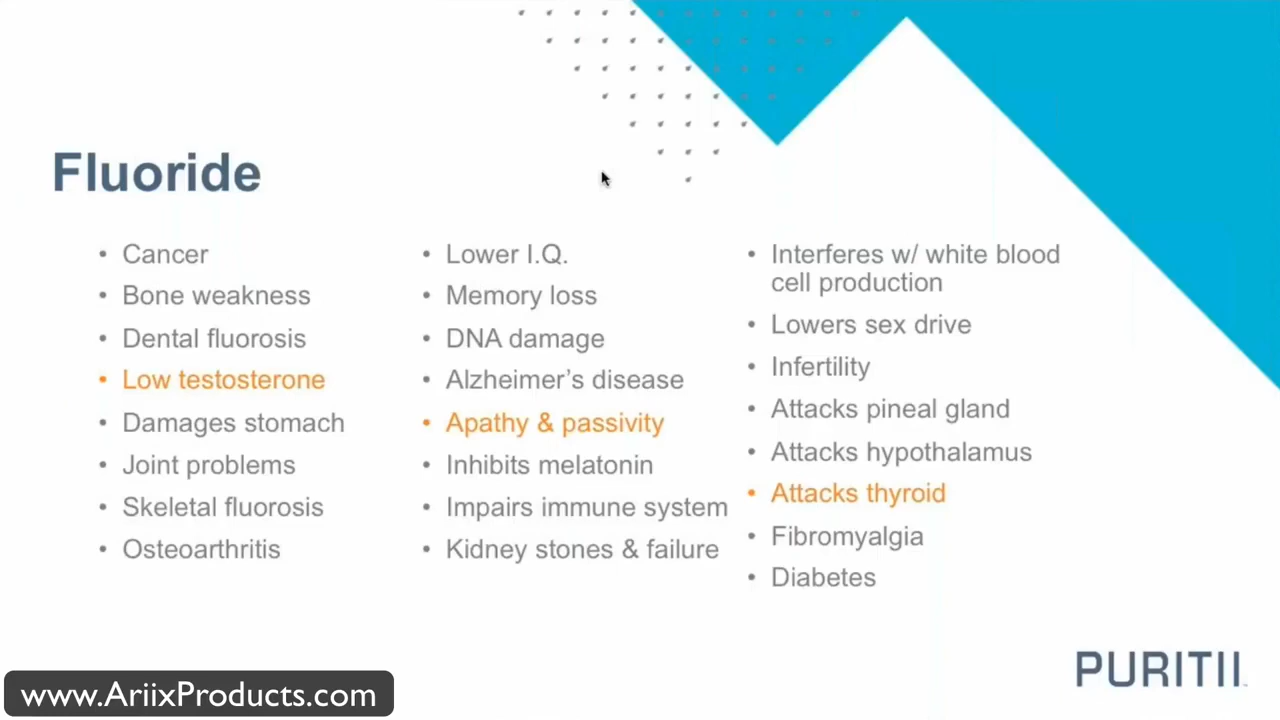 Fluoride
• Cancer
• Bone weakness
• Dental fluorosis
• Low testosterone
• Damages stomach
• Joint problems
• Skeletal fluorosis
• Osteoarthritis
• Lower I.Q.
• Memory loss
• DNA damage
• Alzheimer’s disease
• Apathy & passivity
• Inhibits melatonin
• Impairs immune system
• Kidney stones & failure
• Interferes w/ white blood
cell production
• Lowers sex drive
• Infertility
• Attacks pineal gland
• Attacks hypothalamus
• Attacks thyroid
• Fibromyalgia
• Diabetes
PURITII
www.AriixProducts.com